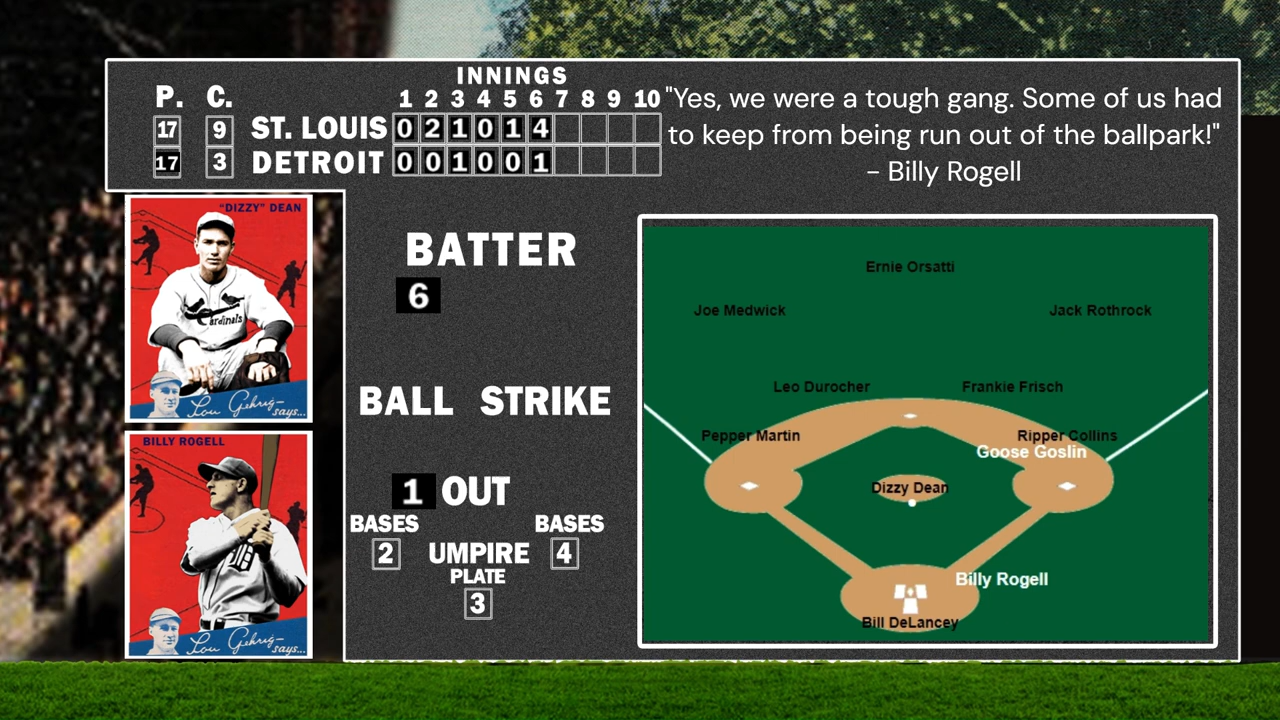 INNINGS
P. C. 1 2 3 4 5 6 7 8 9 10
17 9 ST. LOUIS 0 2 1 0 1 4
17 3 DETROIT 0 0 1 0 0 1
"Yes, we were a tough gang. Some of us had
to keep from being run out of the ballpark!"
– Billy Rogell
"DIZZY" DEAN
Cardinals
Lou Gehrig—
says...
BILLY ROGELL
Lou Gehrig—
says...
BATTER
6
BALL STRIKE
1 OUT
BASES BASES
2 UMPIRE 4
PLATE
3
Ernie Orsatti
Joe Medwick Jack Rothrock
Leo Durocher Frankie Frisch
Pepper Martin Ripper Collins
Goose Goslin
Dizzy Dean
Billy Rogell
Bill DeLancey